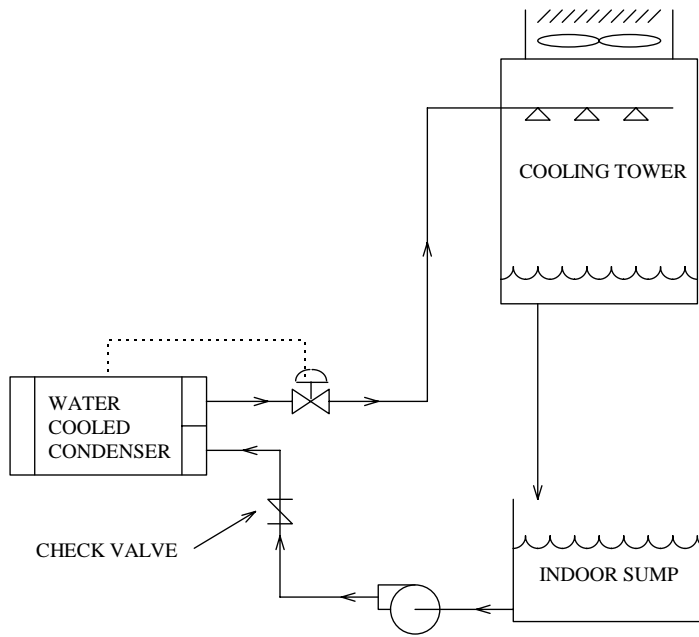 COOLING TOWER
WATER
COOLED
CONDENSER
CHECK VALVE
INDOOR SUMP